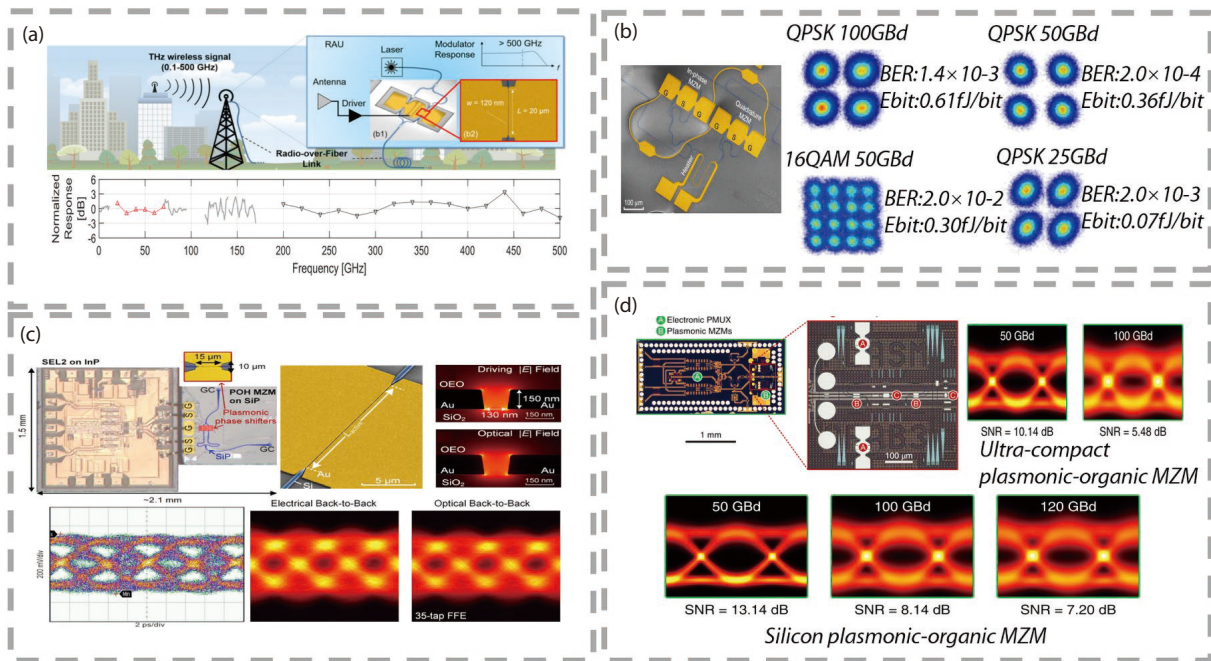 (a)
THz wireless signal
(0.1-500 GHz)
RAU
Laser
Modulator
Response
> 500 GHz
f
Antenna
Driver
w = 120 nm
L = 20 µm
(b1)
(b2)
Radio-over-Fiber
Link
Normalized
Response
[dB]
6
3
0
-3
-6
0 50 100 150 200 250 300 350 400 450 500
Frequency [GHz]
(b)
In-phase
MZM
Quadrature
MZM
G
S
G
G
S
G
Heater
100 µm
QPSK 100GBd
BER:1.4× 10-3
Ebit:0.61fJ/bit
QPSK 50GBd
BER:2.0× 10-4
Ebit:0.36fJ/bit
16QAM 50GBd
BER:2.0× 10-2
Ebit:0.30fJ/bit
QPSK 25GBd
BER:2.0× 10-3
Ebit:0.07fJ/bit
(c)
SEL2 on InP
15 µm
10 µm
GC
POH MZM
on SiP
Plasmonic
phase shifters
GSGSG
SiP
GC
1.5 mm
~2.1 mm
Au
Si
5 µm
Driving |E| Field
OEO
150 nm
Au
Au
130 nm
SiO2
150 nm
Optical |E| Field
OEO
Au
Au
SiO2
150 nm
200 mV/div
2 ps/div
Electrical Back-to-Back
Optical Back-to-Back
35-tap FFE
(d)
A Electronic PMUX
B Plasmonic MZMs
A
B
1 mm
A
B
C
B
C
A
100 µm
50 GBd
SNR = 10.14 dB
100 GBd
SNR = 5.48 dB
Ultra-compact
plasmonic-organic MZM
50 GBd
SNR = 13.14 dB
100 GBd
SNR = 8.14 dB
120 GBd
SNR = 7.20 dB
Silicon plasmonic-organic MZM